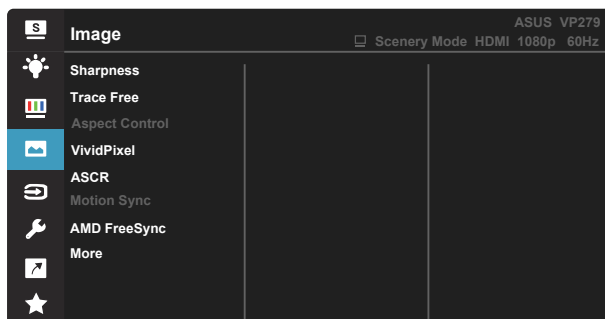 S
Image
ASUS VP279
Scenery Mode HDMI 1080p 60Hz
Sharpness
Trace Free
Aspect Control
VividPixel
ASCR
Motion Sync
AMD FreeSync
More